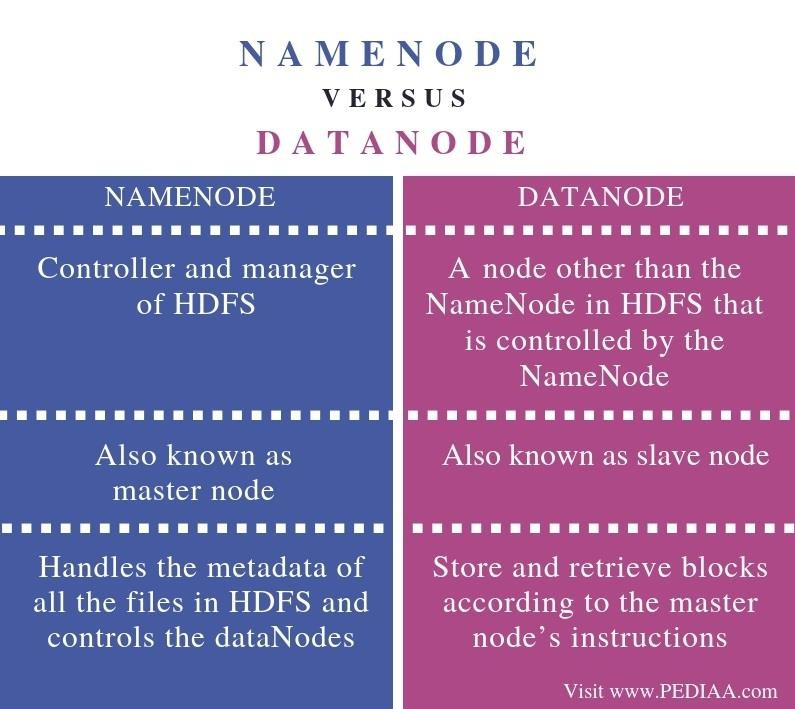 NAMENODE
VERSUS
DATANODE
NAMENODE
Controller and manager
of HDFS
Also known as
master node
Handles the metadata of
all the files in HDFS and
controls the dataNodes
DATANODE
A node other than the
NameNode in HDFS that
is controlled by the
NameNode
Also known as slave node
Store and retrieve blocks
according to the master
node’s instructions
Visit www.PEDIAA.com